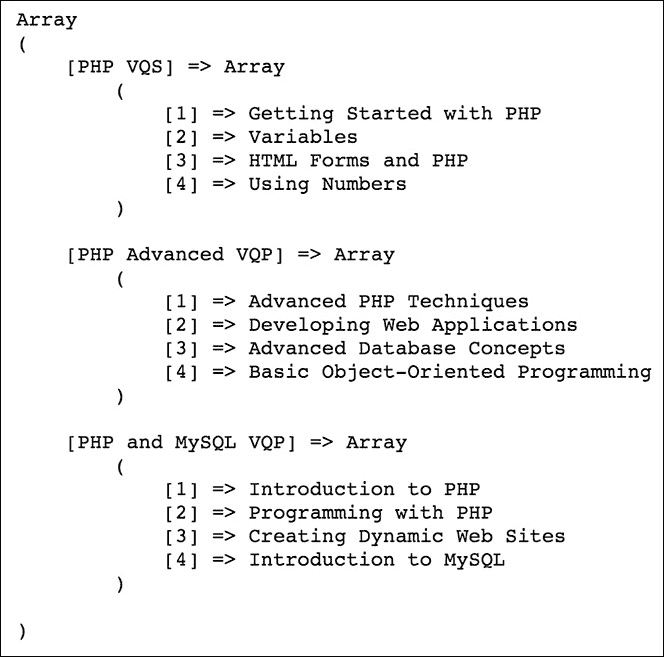 Array
(
    [PHP VQS] => Array
        (
            [1] => Getting Started with PHP
            [2] => Variables
            [3] => HTML Forms and PHP
            [4] => Using Numbers
        )

    [PHP Advanced VQP] => Array
        (
            [1] => Advanced PHP Techniques
            [2] => Developing Web Applications
            [3] => Advanced Database Concepts
            [4] => Basic Object-Oriented Programming
        )

    [PHP and MySQL VQP] => Array
        (
            [1] => Introduction to PHP
            [2] => Programming with PHP
            [3] => Creating Dynamic Web Sites
            [4] => Introduction to MySQL
        )

)